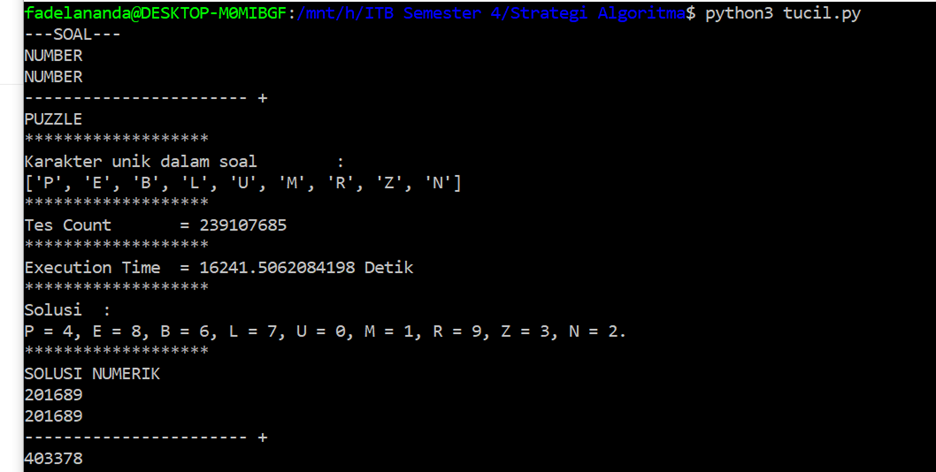 fadelananda@DESKTOP-M0MIBGF:/mnt/h/ITB Semester 4/Strategi Algoritma$ python3 tucil.py
---SOAL---
NUMBER
NUMBER
----------------------- +
PUZZLE
*******************
Karakter unik dalam soal        :
['P', 'E', 'B', 'L', 'U', 'M', 'R', 'Z', 'N']
*******************
Tes Count       = 239107685
*******************
Execution Time  = 16241.5062084198 Detik
*******************
Solusi  :
P = 4, E = 8, B = 6, L = 7, U = 0, M = 1, R = 9, Z = 3, N = 2.
*******************
SOLUSI NUMERIK
201689
201689
----------------------- +
403378